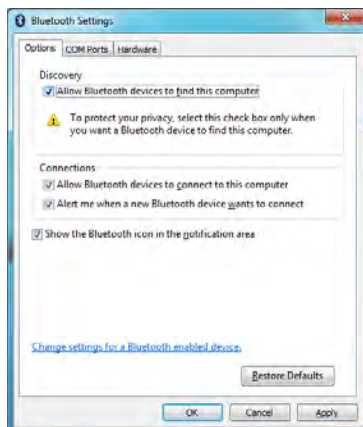 Bluetooth Settings
Options COM Ports Hardware
Discovery
Allow Bluetooth devices to find this computer
To protect your privacy, select this check box only when
you want a Bluetooth device to find this computer.
Connections
Allow Bluetooth devices to connect to this computer
Alert me when a new Bluetooth device wants to connect
Show the Bluetooth icon in the notification area
Change settings for a Bluetooth enabled device.
Restore Defaults
OK Cancel Apply